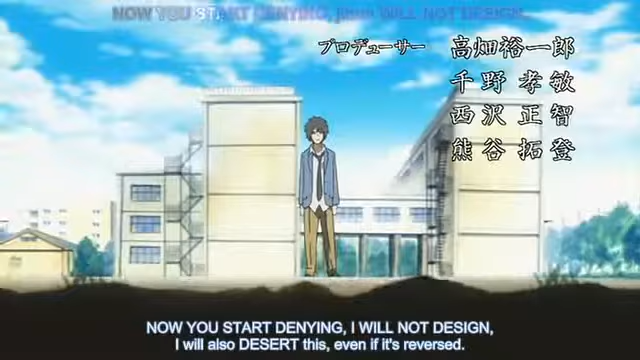 NOW YOU START DENYING, I WILL NOT DESIGN,
プロデューサー 高畑裕一郎
千野 孝敏
西沢 正智
熊谷 拓登
NOW YOU START DENYING, I WILL NOT DESIGN,
I will also DESERT this, even if it's reversed.